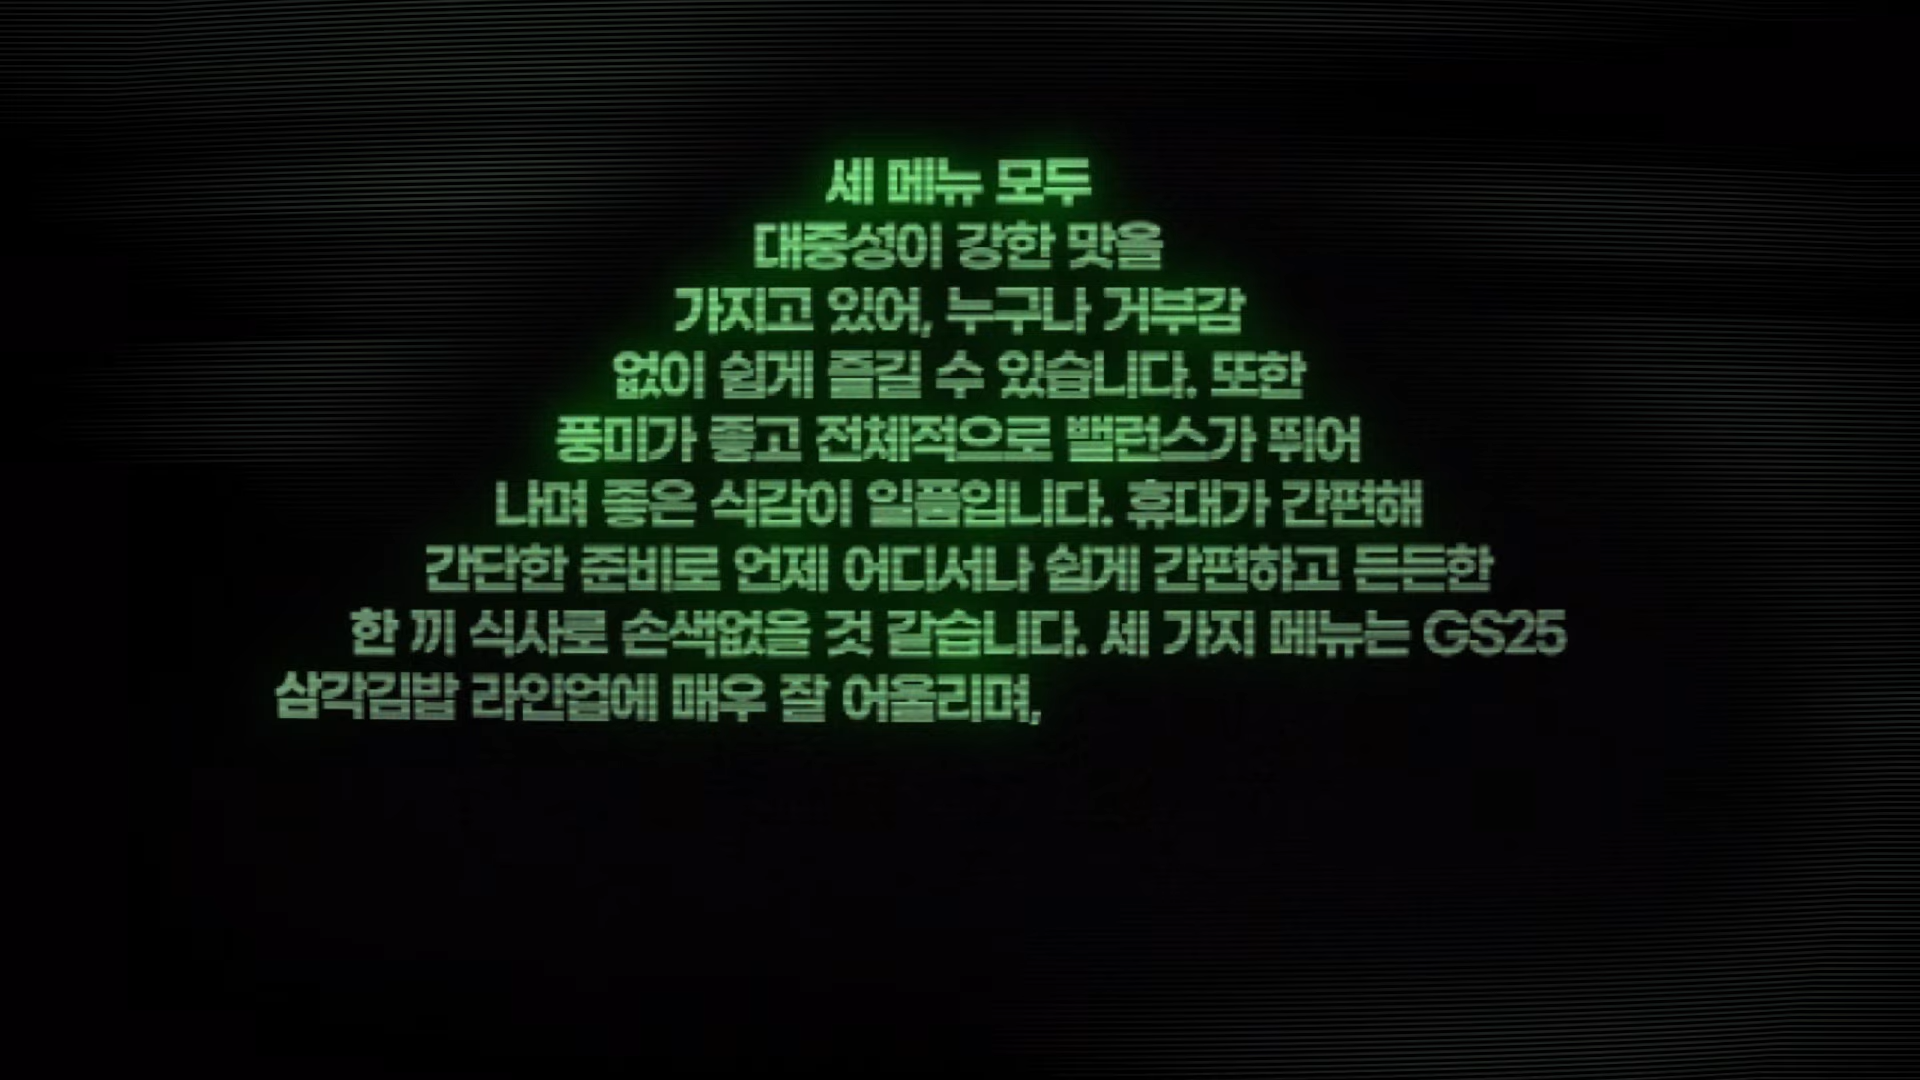 세 메뉴 모두
대중성이 강한 맛을
가지고 있어, 누구나 거부감
없이 쉽게 즐길 수 있습니다. 또한
풍미가 좋고 전체적으로 밸런스가 뛰어
나며 좋은 식감이 일품입니다. 휴대가 간편해
간단한 준비로 언제 어디서나 쉽게 간편하고 든든한
한 끼 식사로 손색없을 것 같습니다. 세 가지 메뉴는 GS25
삼각김밥 라인업에 매우 잘 어울리며,